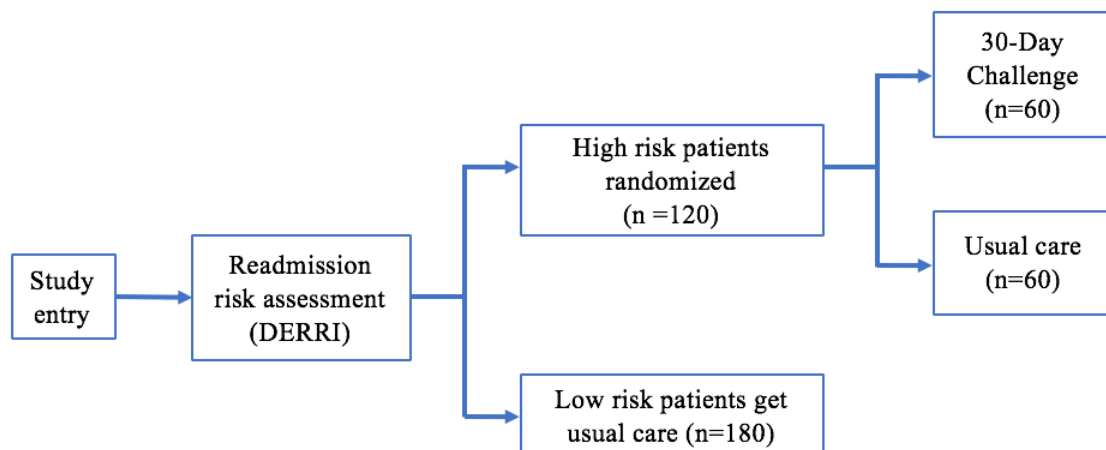 Study
entry
Readmission
risk assessment
(DERRI)
High risk patients
randomized
(n =120)
Low risk patients get
usual care (n=180)
30-Day
Challenge
(n=60)
Usual care
(n=60)